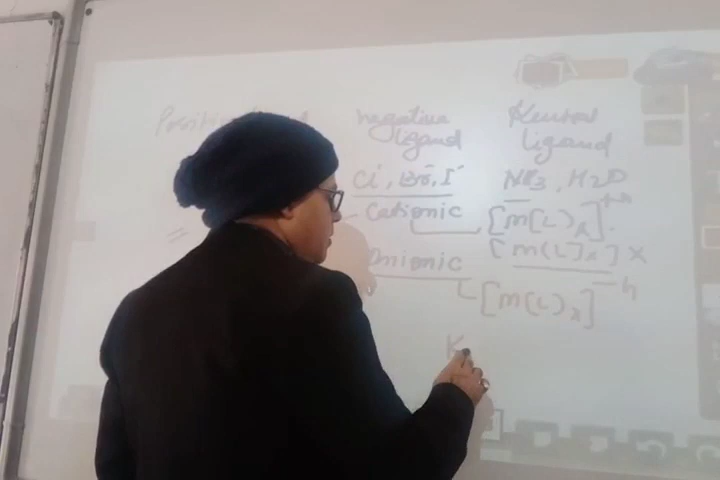 Positive negative Neutral
ligand ligand
Cl⁻, Br⁻, I⁻ NH3, H2O
Cationic [M(L)x]⁺ⁿ
[M(L)x] x
Anionic
[M(L)x]⁻ⁿ
K